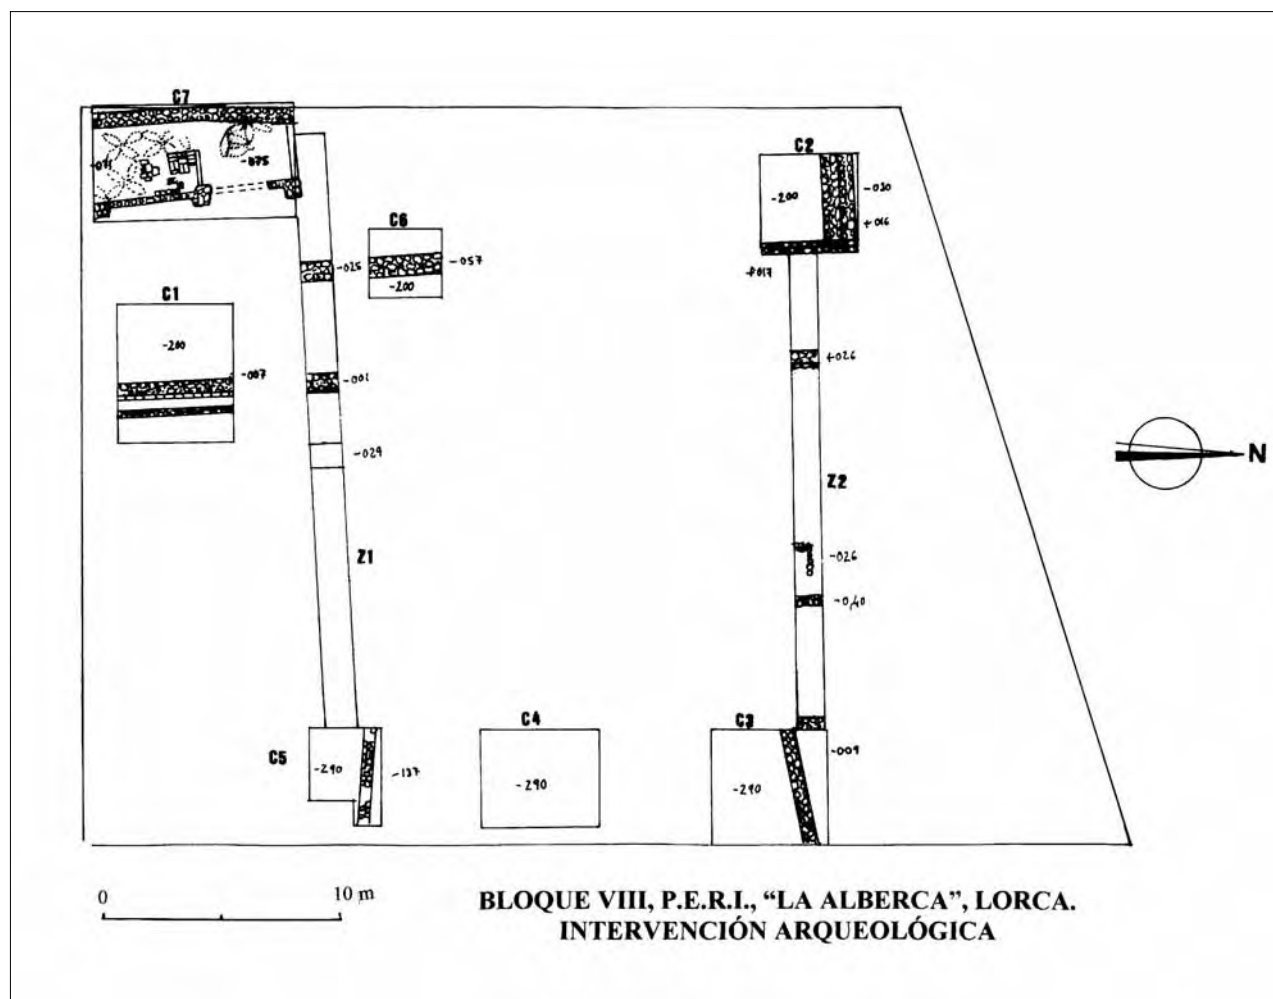 C7
-071
-075
C2
-200
-030
+016
+017
C6
-057
-200
-025
C1
-200
-007
-001
-029
+026
Z2
N
Z1
-026
-0,40
C5
-290
-137
C4
-290
C3
-290
-009
0
10 m
BLOQUE VIII, P.E.R.I., “LA ALBERCA”, LORCA.
INTERVENCIÓN ARQUEOLÓGICA